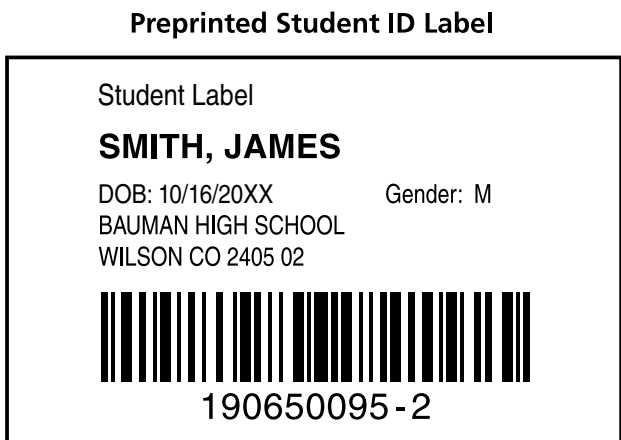 Preprinted Student ID Label
Student Label
SMITH, JAMES
DOB: 10/16/20XX Gender: M
BAUMAN HIGH SCHOOL
WILSON CO 2405 02
190650095-2